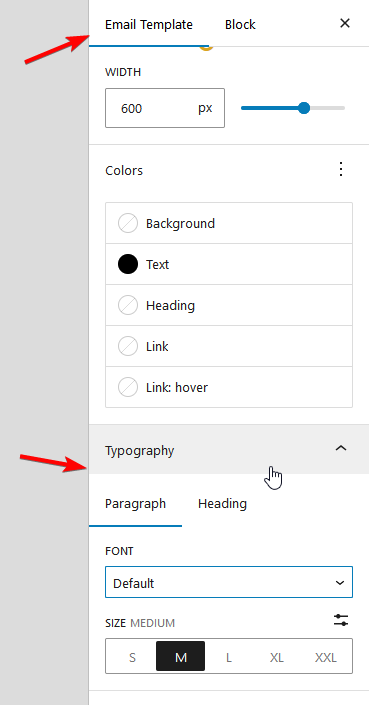 Email Template Block
WIDTH
600 px
Colors
Background
Text
Heading
Link
Link: hover
Typography
Paragraph Heading
FONT
Default
SIZE MEDIUM
S M L XL XXL